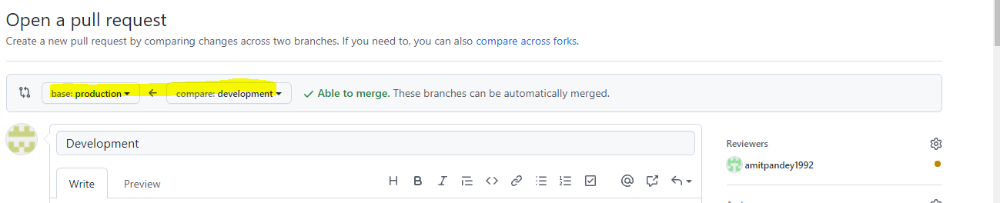 Open a pull request
Create a new pull request by comparing changes across two branches. If you need to, you can also compare across forks.
base: production ← compare: development ✓ Able to merge. These branches can be automatically merged.
Development
Reviewers
amitpandey1992
Write Preview H B I